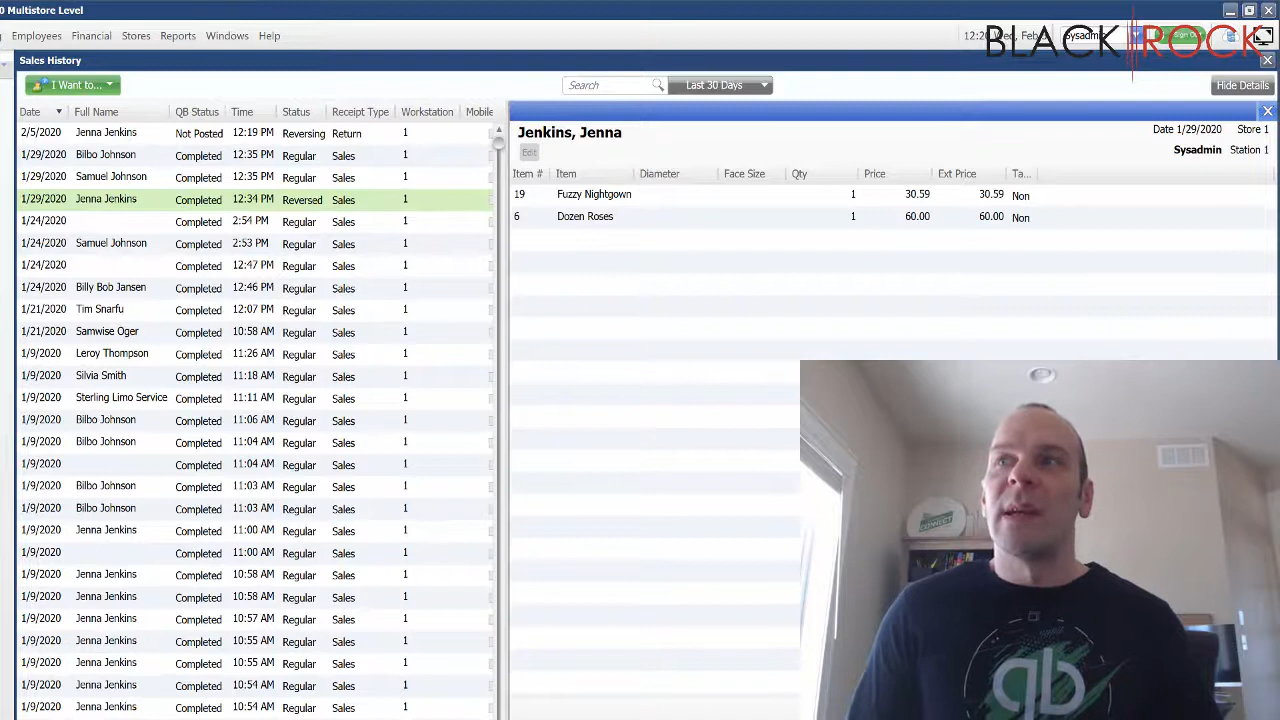 0 Multistore Level
Employees Financial Stores Reports Windows Help
12:20 Wed, Feb Sysadmin Sign Out
BLACK ROCK
Sales History
I Want to... Search Last 30 Days Hide Details
Date Full Name QB Status Time Status Receipt Type Workstation Mobile
2/5/2020 Jenna Jenkins Not Posted 12:19 PM Reversing Return 1
1/29/2020 Bilbo Johnson Completed 12:35 PM Regular Sales 1
1/29/2020 Samuel Johnson Completed 12:35 PM Regular Sales 1
1/29/2020 Jenna Jenkins Completed 12:34 PM Reversed Sales 1
1/24/2020 Completed 2:54 PM Regular Sales 1
1/24/2020 Samuel Johnson Completed 2:53 PM Regular Sales 1
1/24/2020 Completed 12:47 PM Regular Sales 1
1/24/2020 Billy Bob Jansen Completed 12:46 PM Regular Sales 1
1/21/2020 Tim Snarfu Completed 12:07 PM Regular Sales 1
1/21/2020 Samwise Oger Completed 10:58 AM Regular Sales 1
1/9/2020 Leroy Thompson Completed 11:26 AM Regular Sales 1
1/9/2020 Silvia Smith Completed 11:18 AM Regular Sales 1
1/9/2020 Sterling Limo Service Completed 11:11 AM Regular Sales 1
1/9/2020 Bilbo Johnson Completed 11:06 AM Regular Sales 1
1/9/2020 Bilbo Johnson Completed 11:04 AM Regular Sales 1
1/9/2020 Completed 11:04 AM Regular Sales 1
1/9/2020 Bilbo Johnson Completed 11:03 AM Regular Sales 1
1/9/2020 Bilbo Johnson Completed 11:03 AM Regular Sales 1
1/9/2020 Jenna Jenkins Completed 11:00 AM Regular Sales 1
1/9/2020 Completed 11:00 AM Regular Sales 1
1/9/2020 Jenna Jenkins Completed 10:58 AM Regular Sales 1
1/9/2020 Jenna Jenkins Completed 10:58 AM Regular Sales 1
1/9/2020 Jenna Jenkins Completed 10:57 AM Regular Sales 1
1/9/2020 Jenna Jenkins Completed 10:55 AM Regular Sales 1
1/9/2020 Jenna Jenkins Completed 10:55 AM Regular Sales 1
1/9/2020 Jenna Jenkins Completed 10:54 AM Regular Sales 1
1/9/2020 Jenna Jenkins Completed 10:54 AM Regular Sales 1
Jenkins, Jenna Date 1/29/2020 Store 1
Edit Sysadmin Station 1
Item # Item Diameter Face Size Qty Price Ext Price Ta...
19 Fuzzy Nightgown 1 30.59 30.59 Non
6 Dozen Roses 1 60.00 60.00 Non
CONNECT
qb